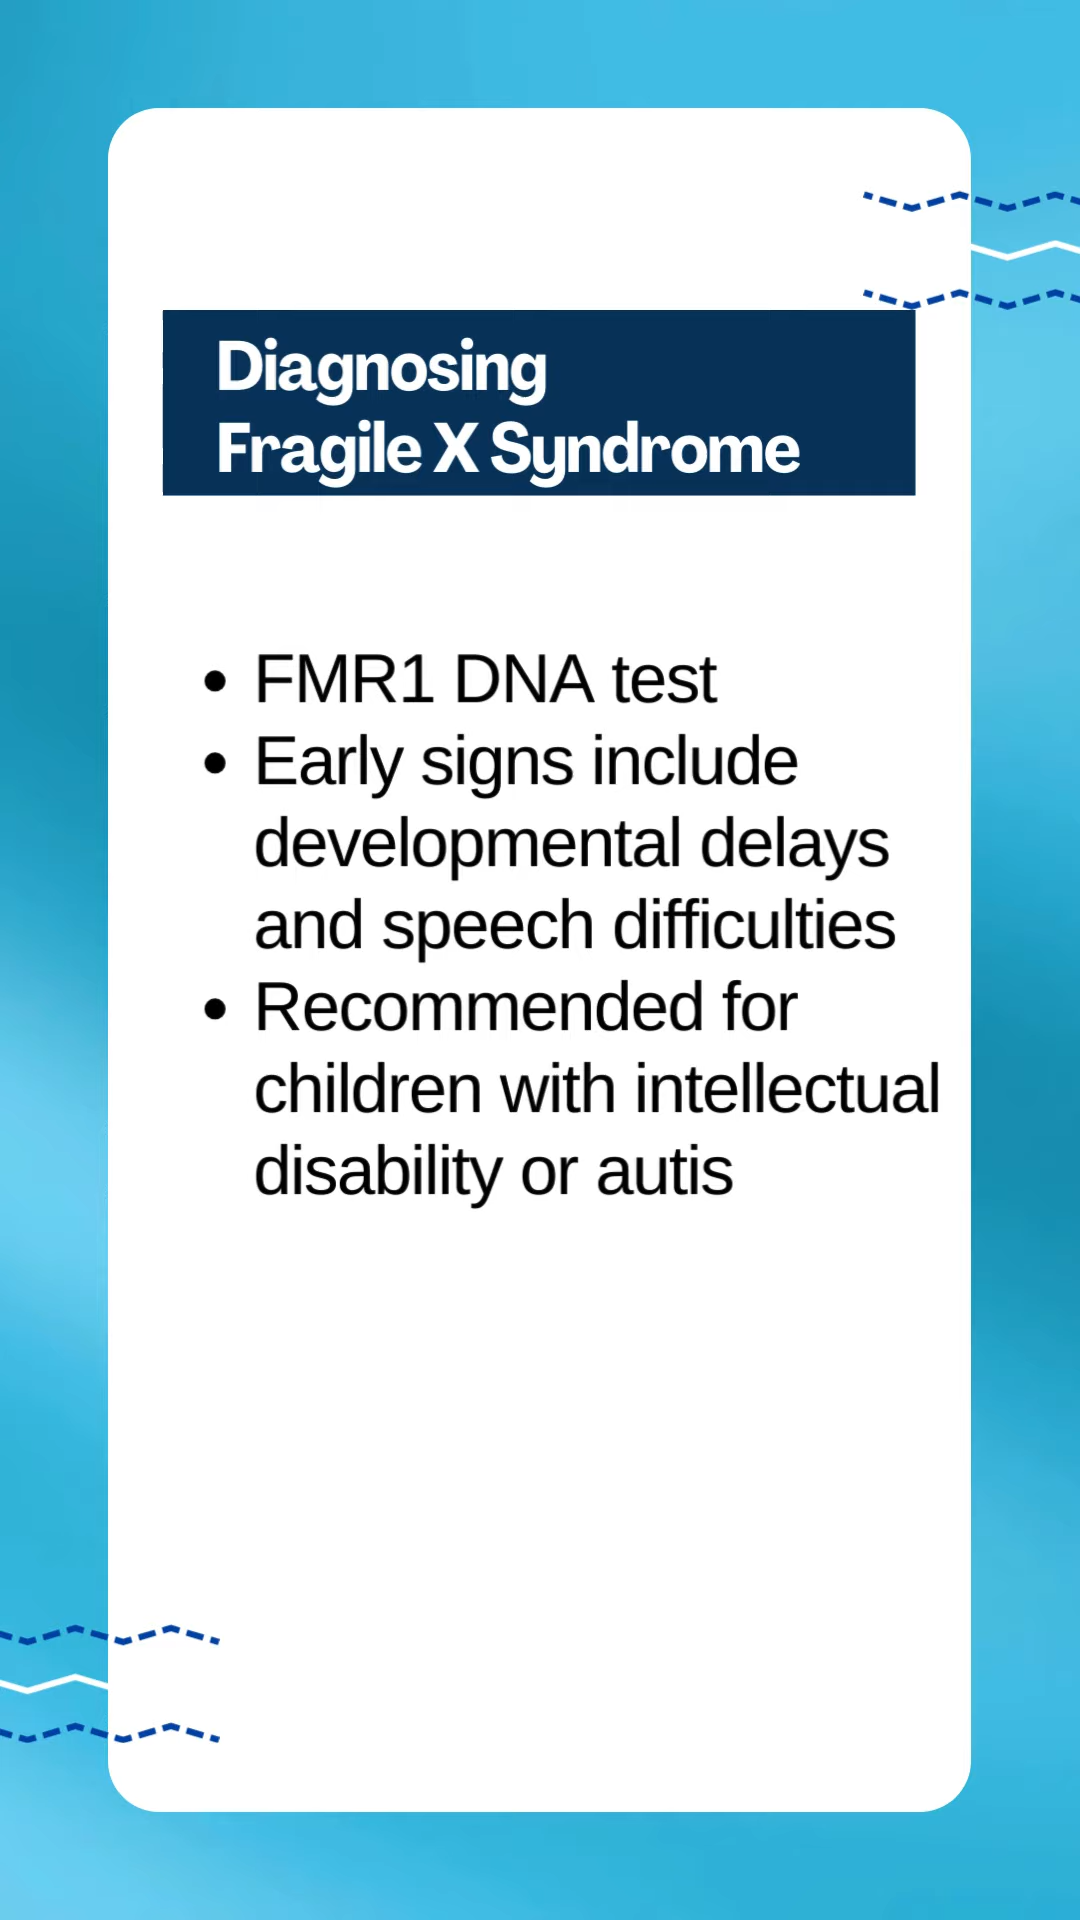 Diagnosing
Fragile X Syndrome
• FMR1 DNA test
• Early signs include
developmental delays
and speech difficulties
• Recommended for
children with intellectual
disability or autis